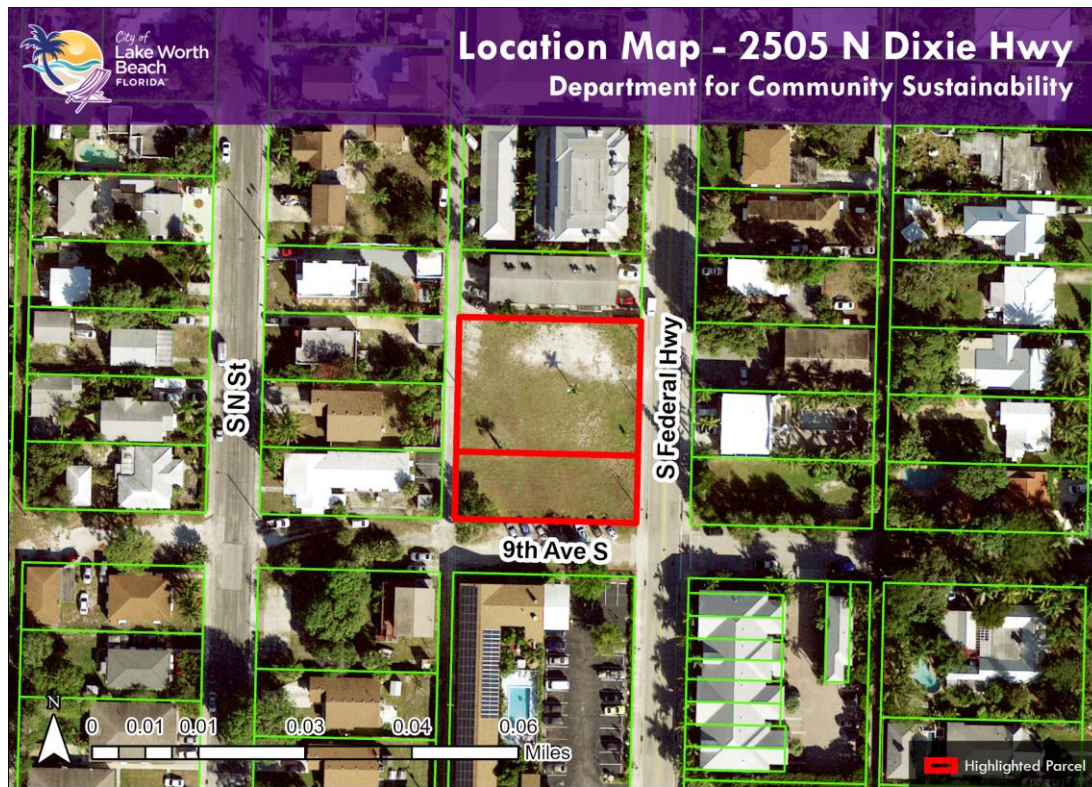 City of
Lake Worth
Beach
FLORIDA
Location Map - 2505 N Dixie Hwy
Department for Community Sustainability
S N St
S Federal Hwy
9th Ave S
N
0 0.01 0.01 0.03 0.04 0.06
Miles
Highlighted Parcel